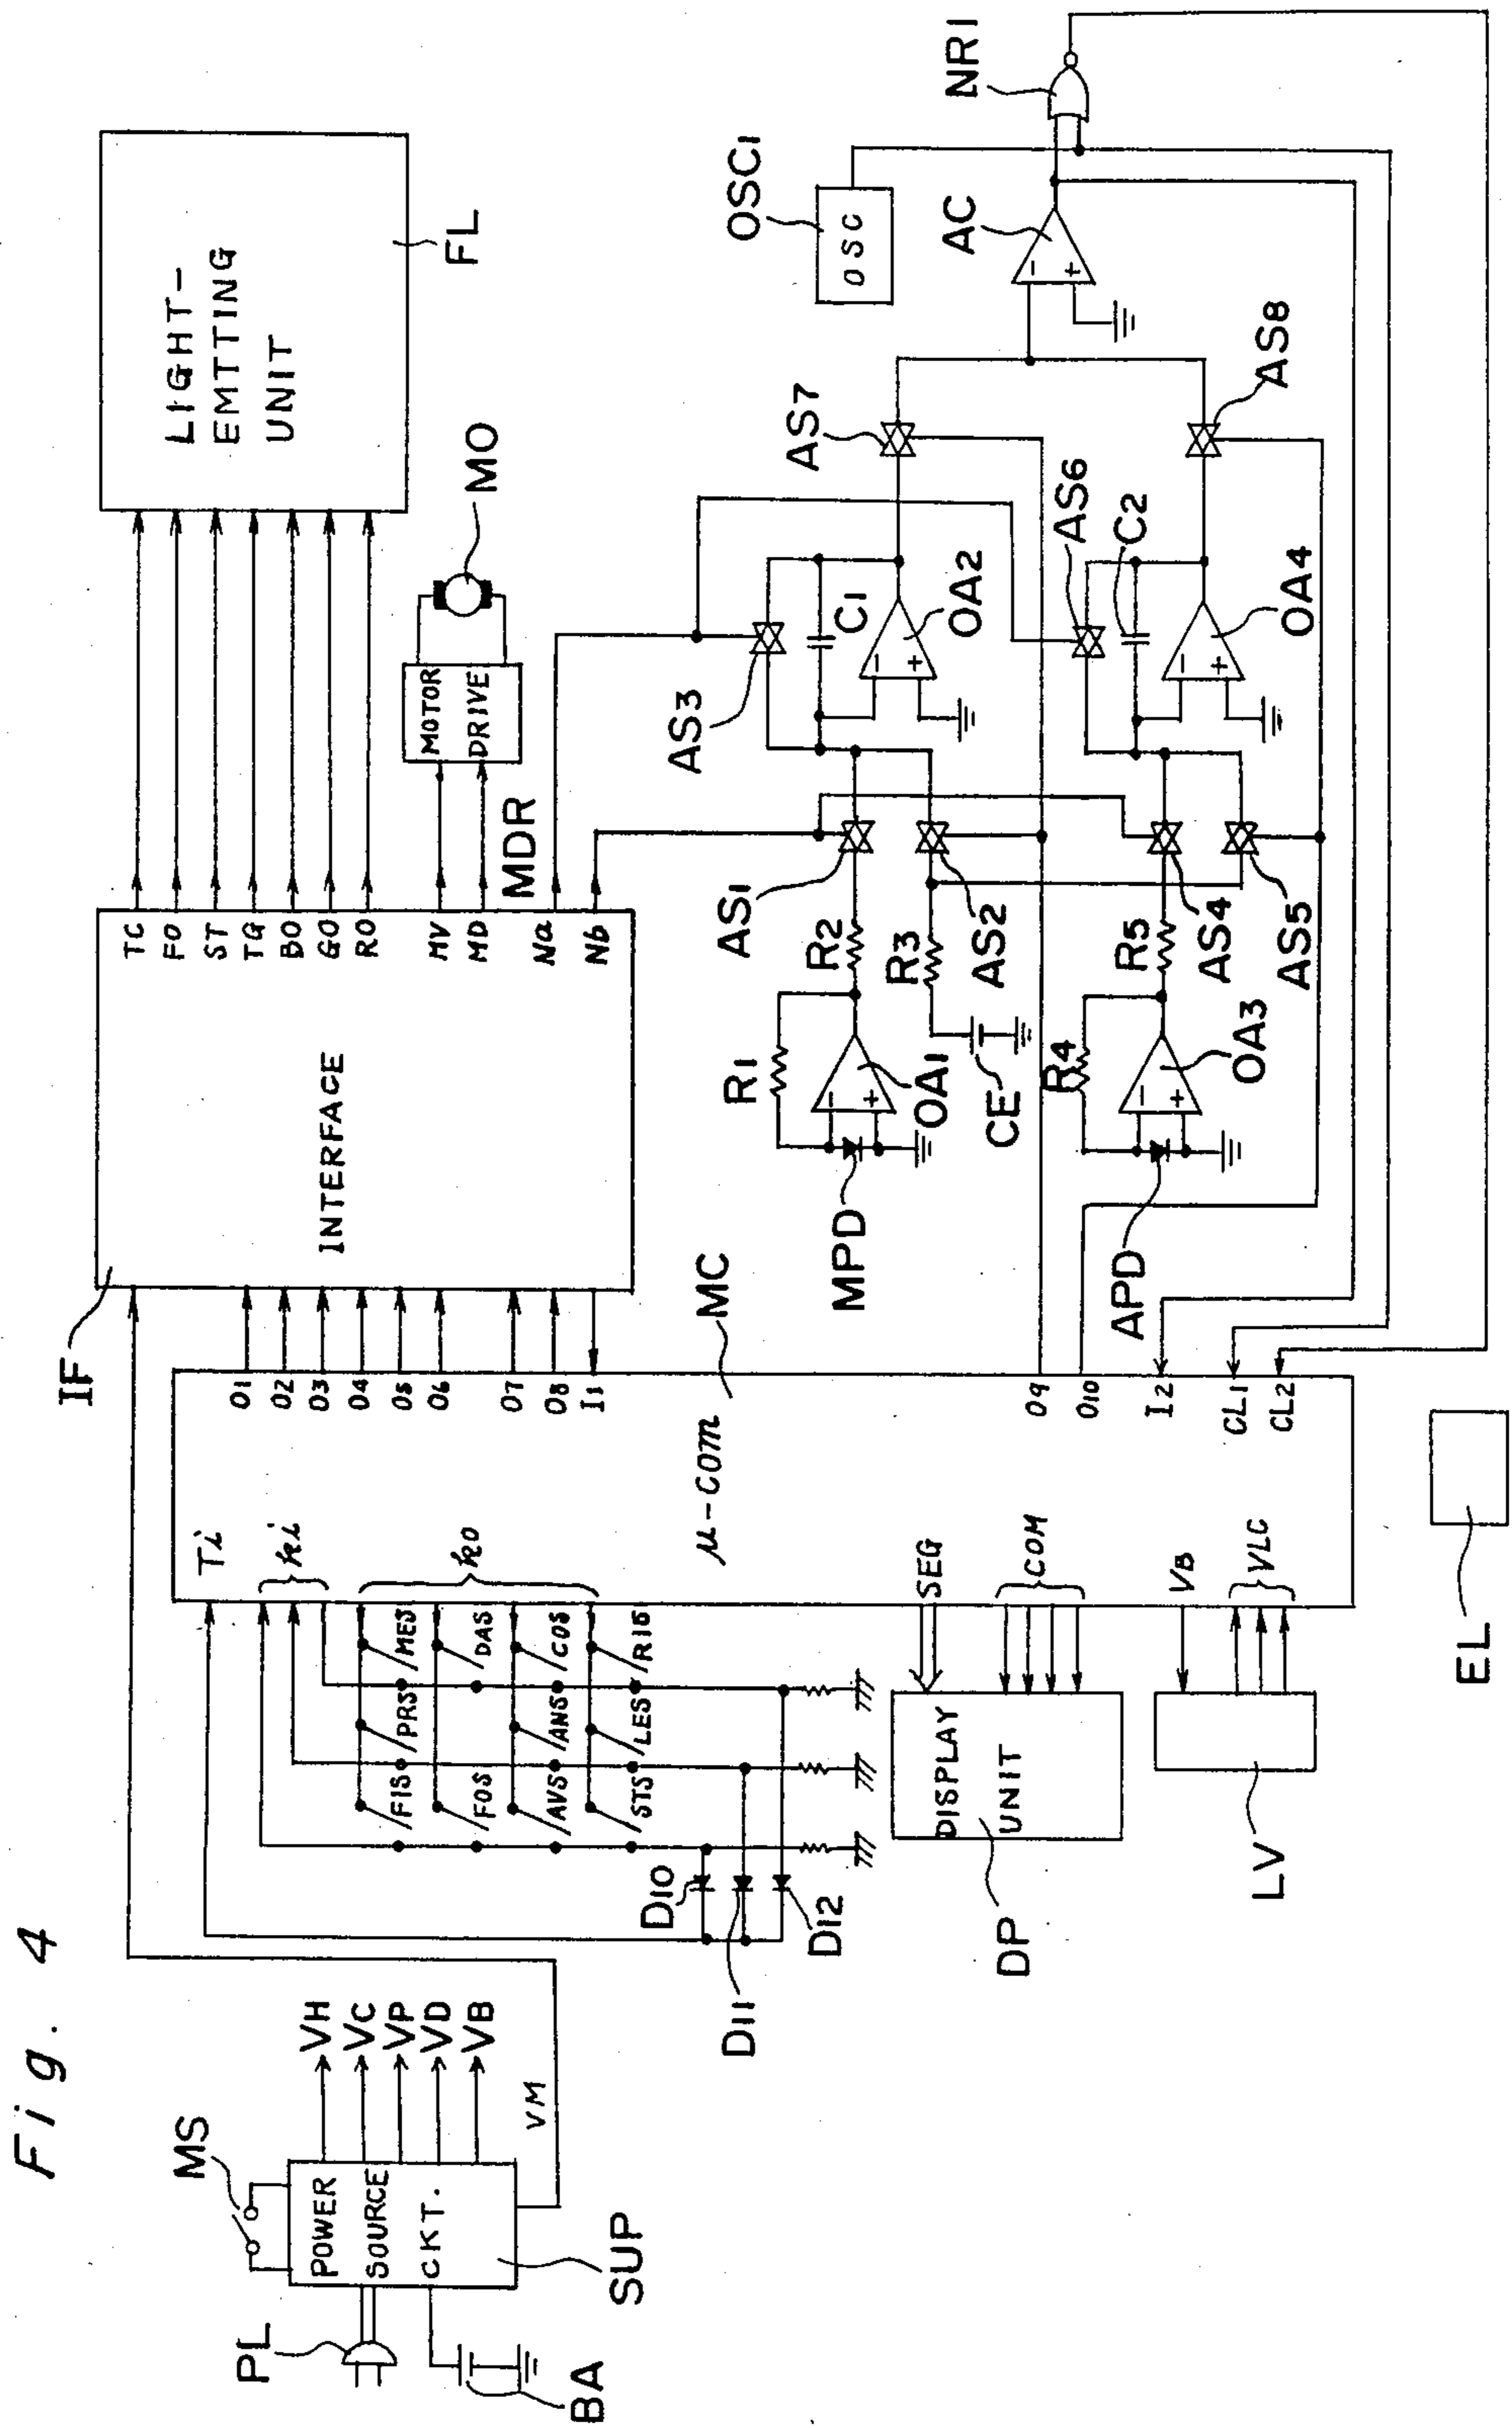 Fig. 4
PL
MS
POWER
SOURCE
CKT.
BA
SUP
VH
VC
VP
VD
VB
VM
IF
INTERFACE
TC
FO
ST
TG
BO
GO
RO
MV
MD
Na
Nb
LIGHT-
EMTTING
UNIT
FL
MOTOR
DRIVE
MO
MDR
Ti
ki
ko
O1
O2
O3
O4
O5
O6
O7
O8
I1
μ-com
MC
O9
O10
I2
CL1
CL2
SEG
COM
VB
VLC
FIS
PRS
MES
FOS
DAS
AVS
ANS
COS
STS
LES
RIS
D10
D11
D12
DISPLAY
UNIT
DP
LV
EL
MPD
R1
OA1
R2
AS1
R3
CE
AS2
AS3
C1
OA2
AS7
APD
R4
OA3
R5
AS4
AS5
AS6
C2
OA4
AS8
OSC1
OSC
AC
NR1